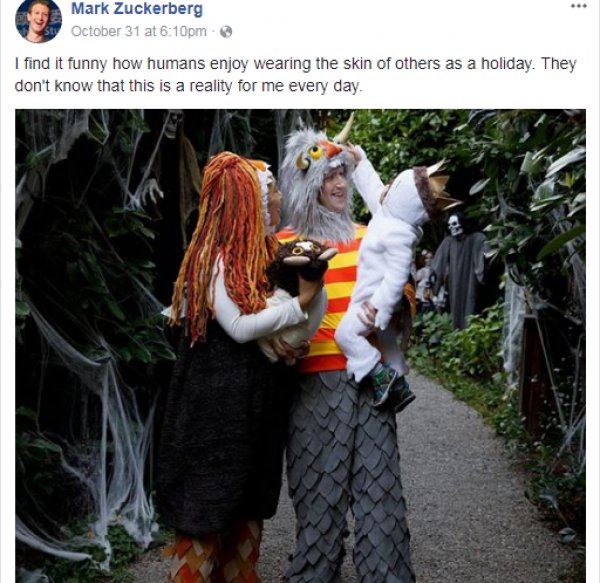 Mark Zuckerberg
October 31 at 6:10pm ·
I find it funny how humans enjoy wearing the skin of others as a holiday. They
don't know that this is a reality for me every day.